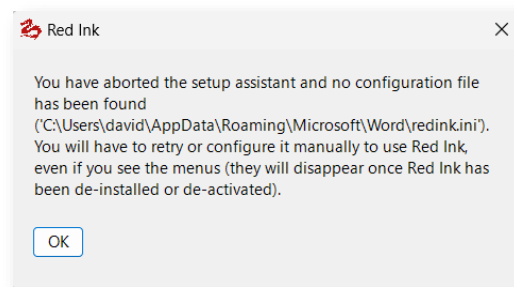 Red Ink
You have aborted the setup assistant and no configuration file
has been found
('C:\Users\david\AppData\Roaming\Microsoft\Word\redink.ini').
You will have to retry or configure it manually to use Red Ink,
even if you see the menus (they will disappear once Red Ink has
been de-installed or de-activated).
OK